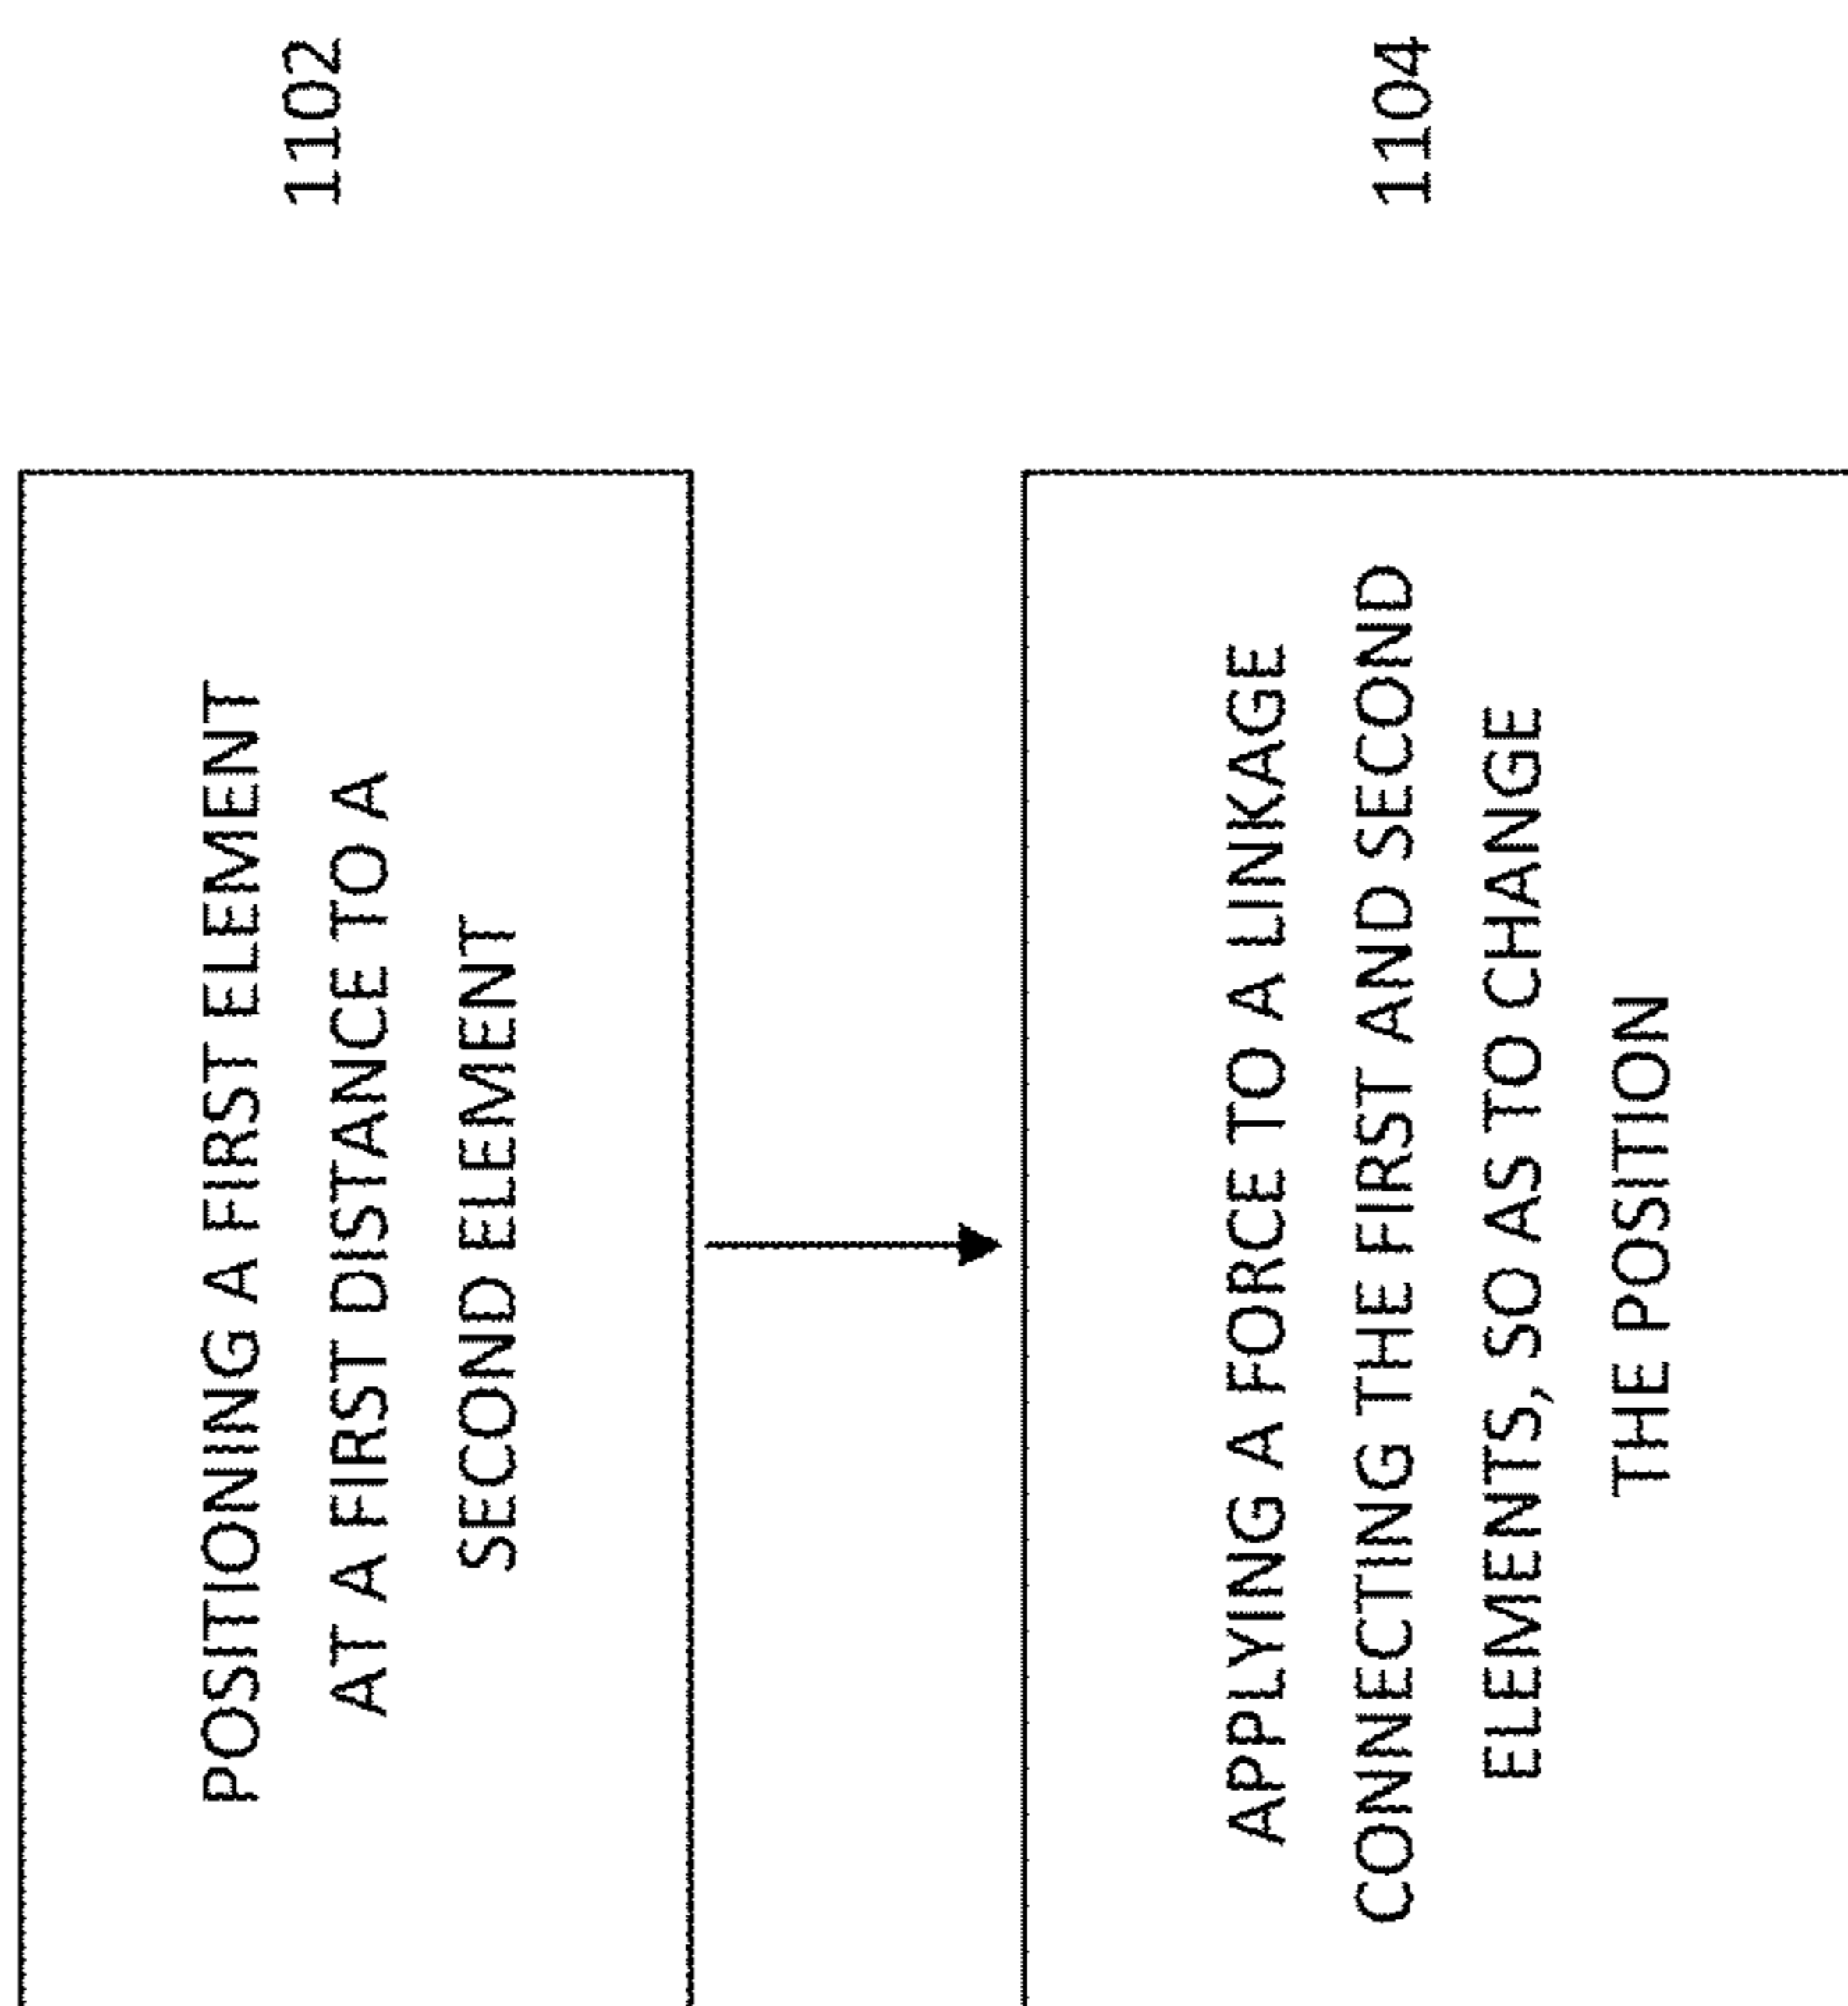 POSITIONING A FIRST ELEMENT
AT A FIRST DISTANCE TO A
SECOND ELEMENT
1102
APPLYING A FORCE TO A LINKAGE
CONNECTING THE FIRST AND SECOND
ELEMENTS, SO AS TO CHANGE
THE POSITION
1104